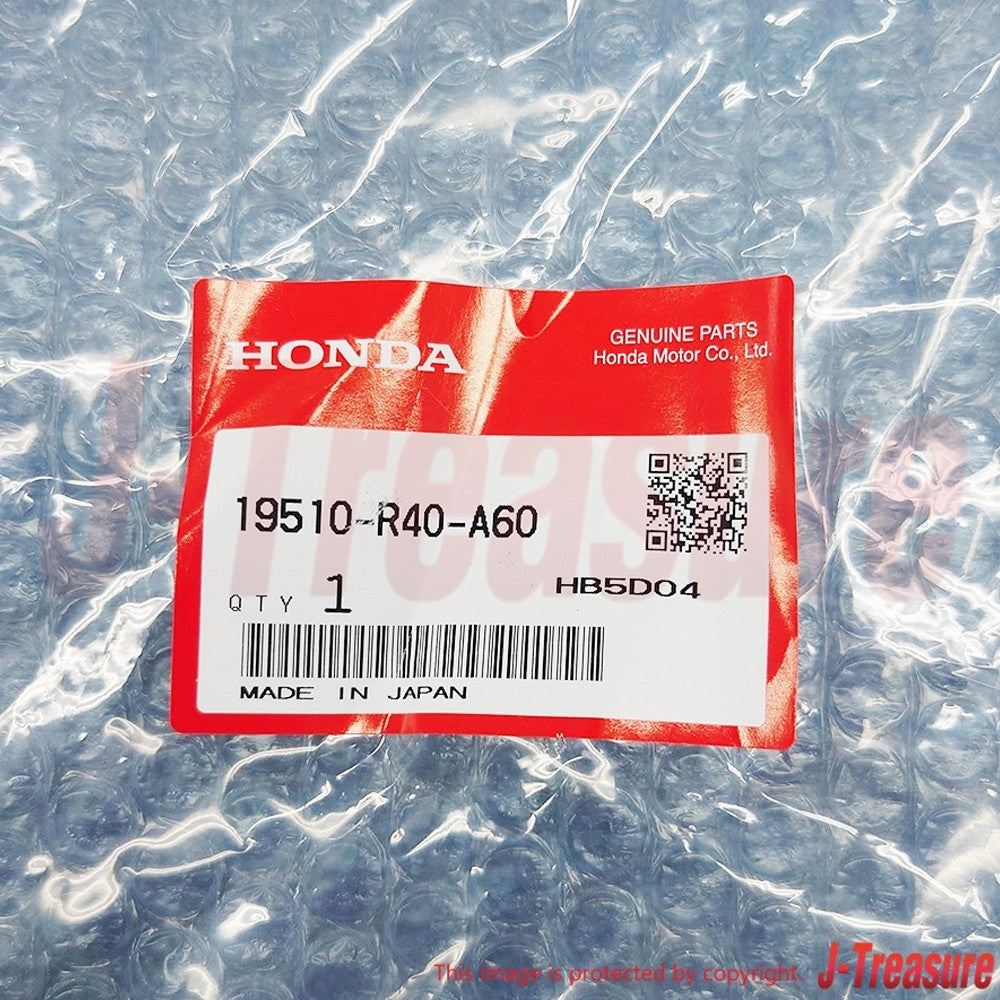 HONDA
GENUINE PARTS
Honda Motor Co., Ltd.
19510-R40-A60
HB5D04
QTY 1
MADE IN JAPAN
J-Treasure
This image is protected by copyright.
J-Treasure